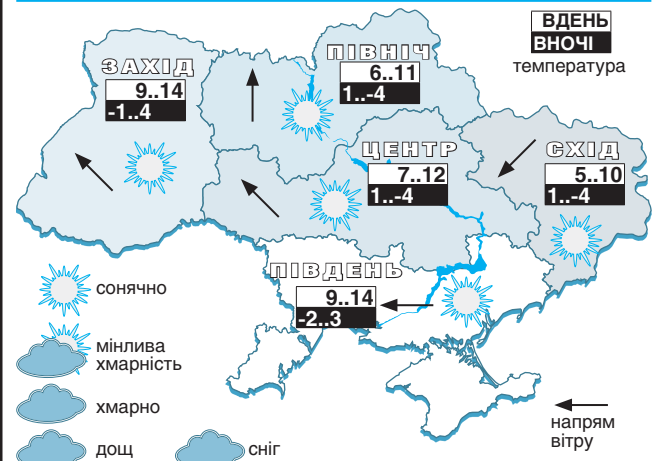 ВДЕНЬ
ВНОЧІ
температура
ПІВНІЧ
6..11
1..-4
ЗАХІД
9..14
-1..4
ЦЕНТР
7..12
1..-4
СХІД
5..10
1..-4
ПІВДЕНЬ
9..14
-2..3
сонячно
мінлива
хмарність
хмарно
дощ
сніг
напрям
вітру